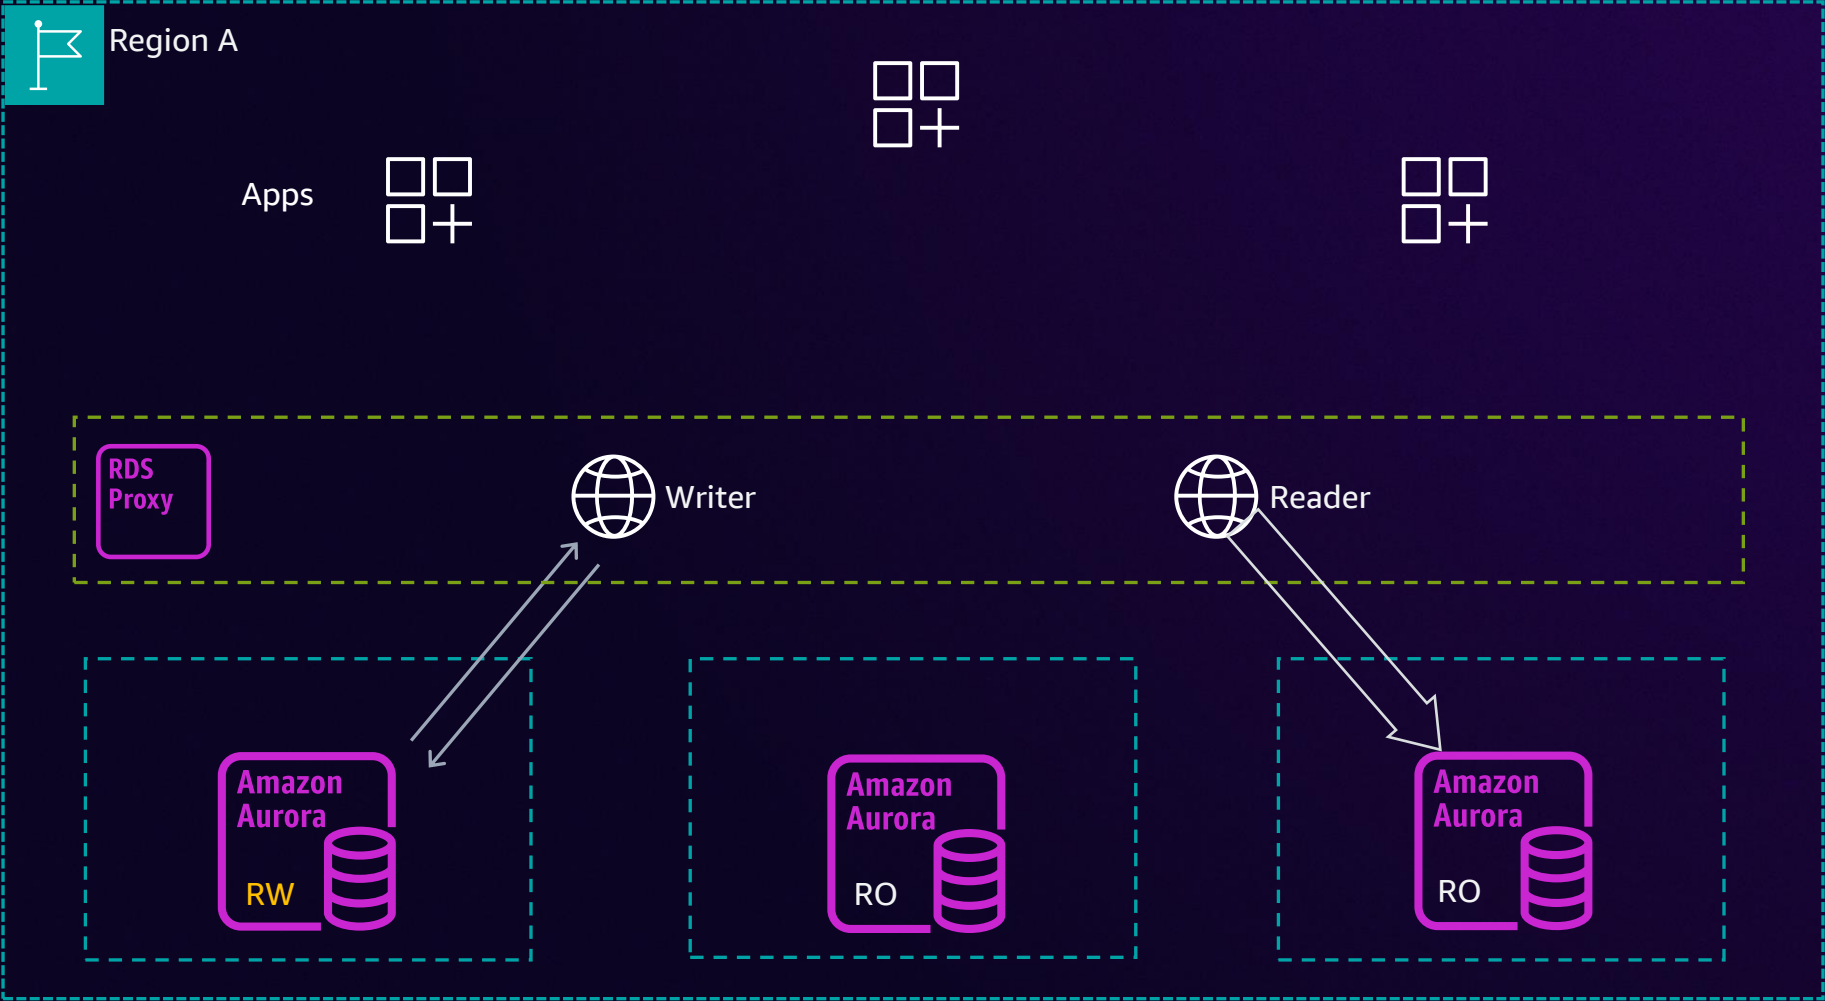 Region A
Apps
RDS
Proxy
Writer
Reader
Amazon
Aurora
RW
Amazon
Aurora
RO
Amazon
Aurora
RO